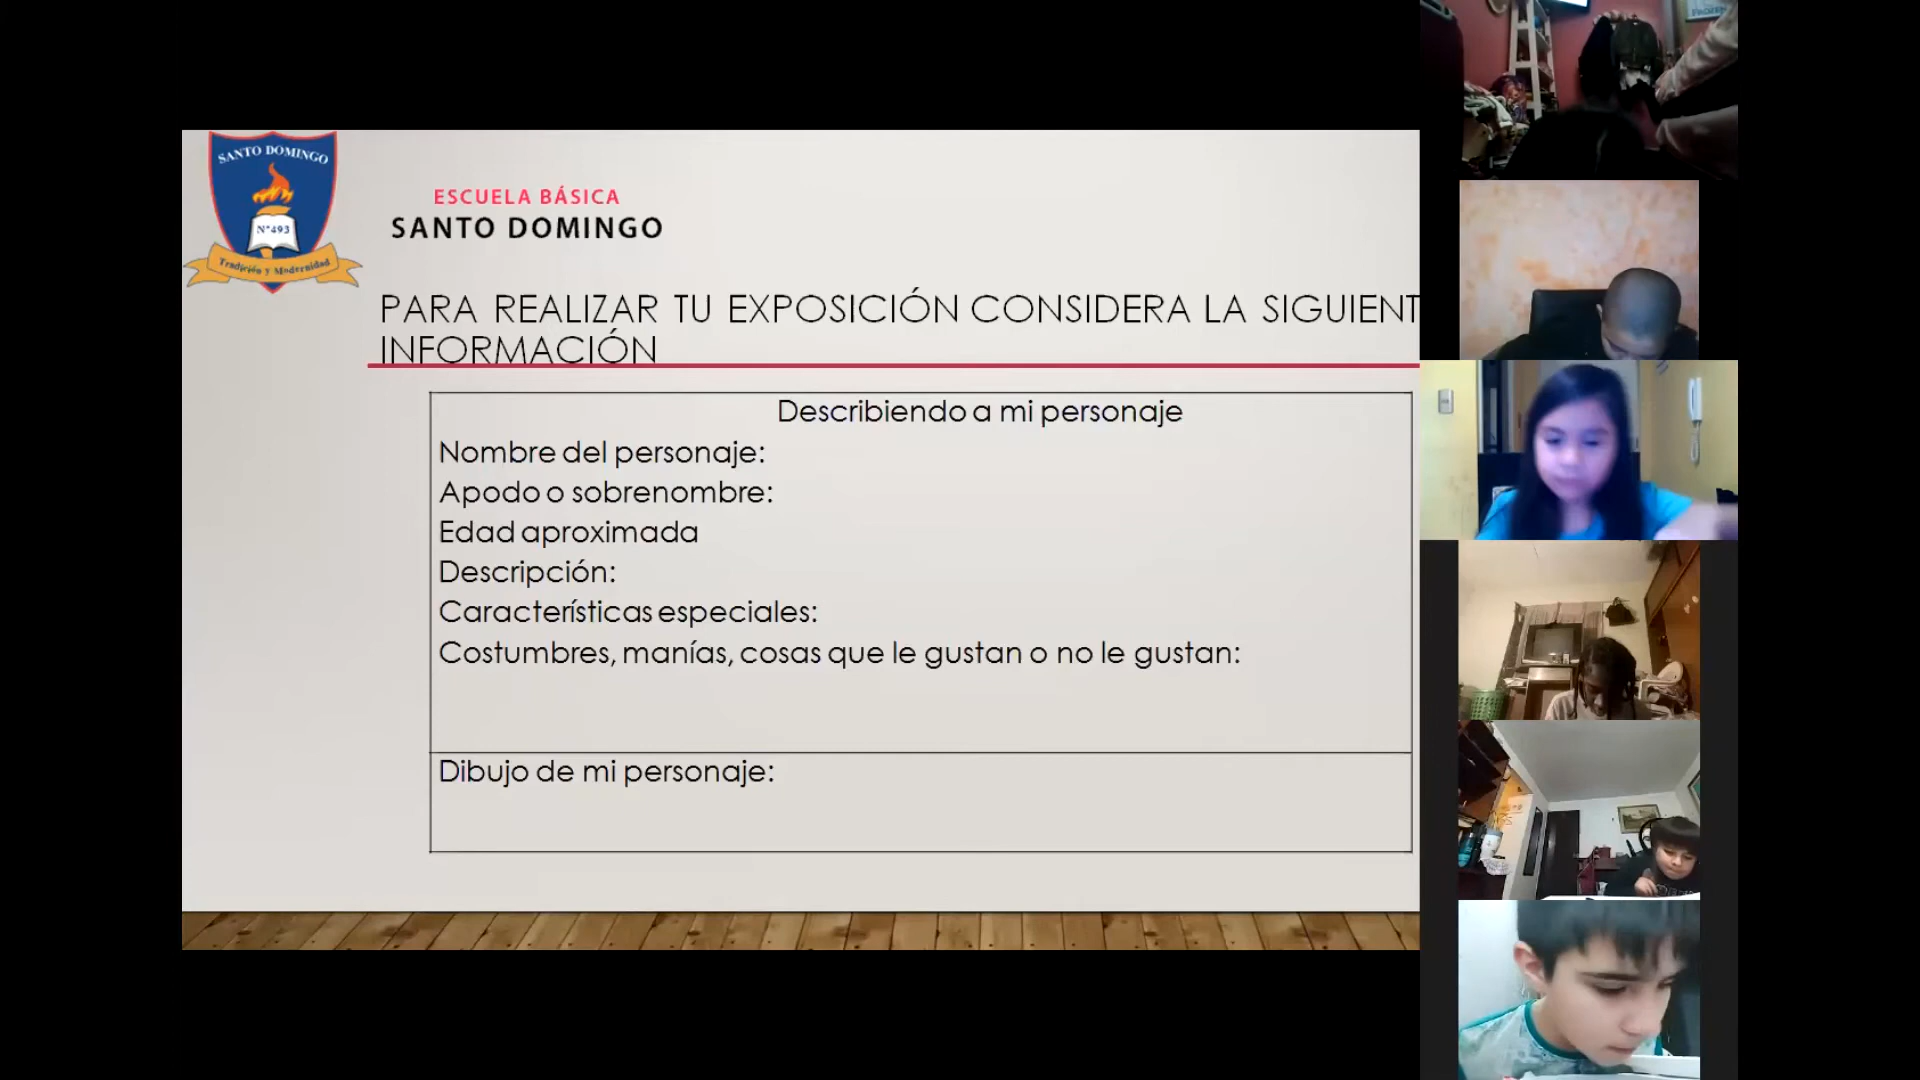 SANTO DOMINGO
N°493
Tradición y Modernidad
ESCUELA BÁSICA
SANTO DOMINGO
PARA REALIZAR TU EXPOSICIÓN CONSIDERA LA SIGUIENT
INFORMACIÓN
Describiendo a mi personaje
Nombre del personaje:
Apodo o sobrenombre:
Edad aproximada
Descripción:
Características especiales:
Costumbres, manías, cosas que le gustan o no le gustan:
Dibujo de mi personaje:
FROZEN